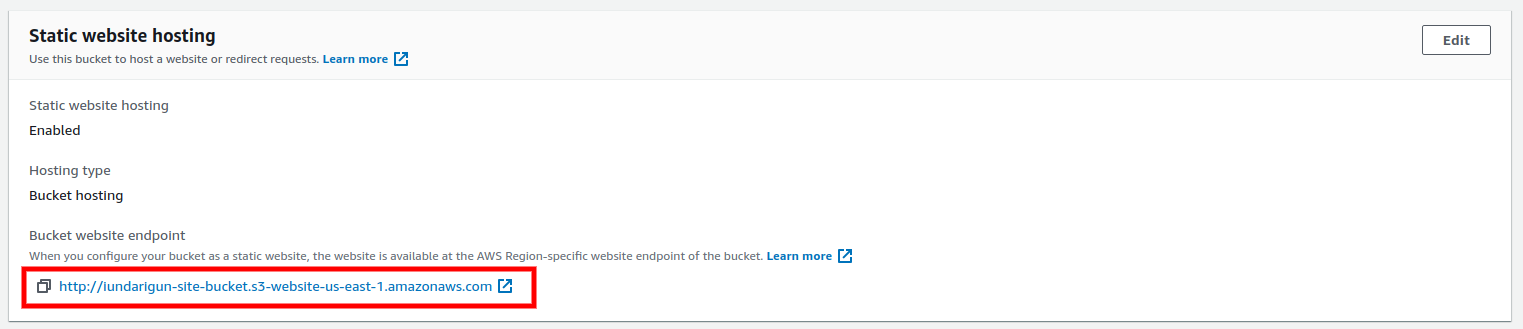 Static website hosting
Edit
Use this bucket to host a website or redirect requests. Learn more
Static website hosting
Enabled
Hosting type
Bucket hosting
Bucket website endpoint
When you configure your bucket as a static website, the website is available at the AWS Region-specific website endpoint of the bucket. Learn more
http://iundarigun-site-bucket.s3-website-us-east-1.amazonaws.com